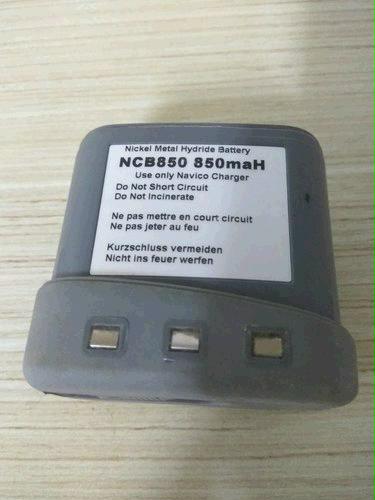 Nickel Metal Hydride Battery
NCB850 850maH
Use only Navico Charger
Do Not Short Circuit
Do Not Incinerate
Ne pas mettre en court circuit
Ne pas jeter au feu
Kurzschluss vermeiden
Nicht ins feuer werfen